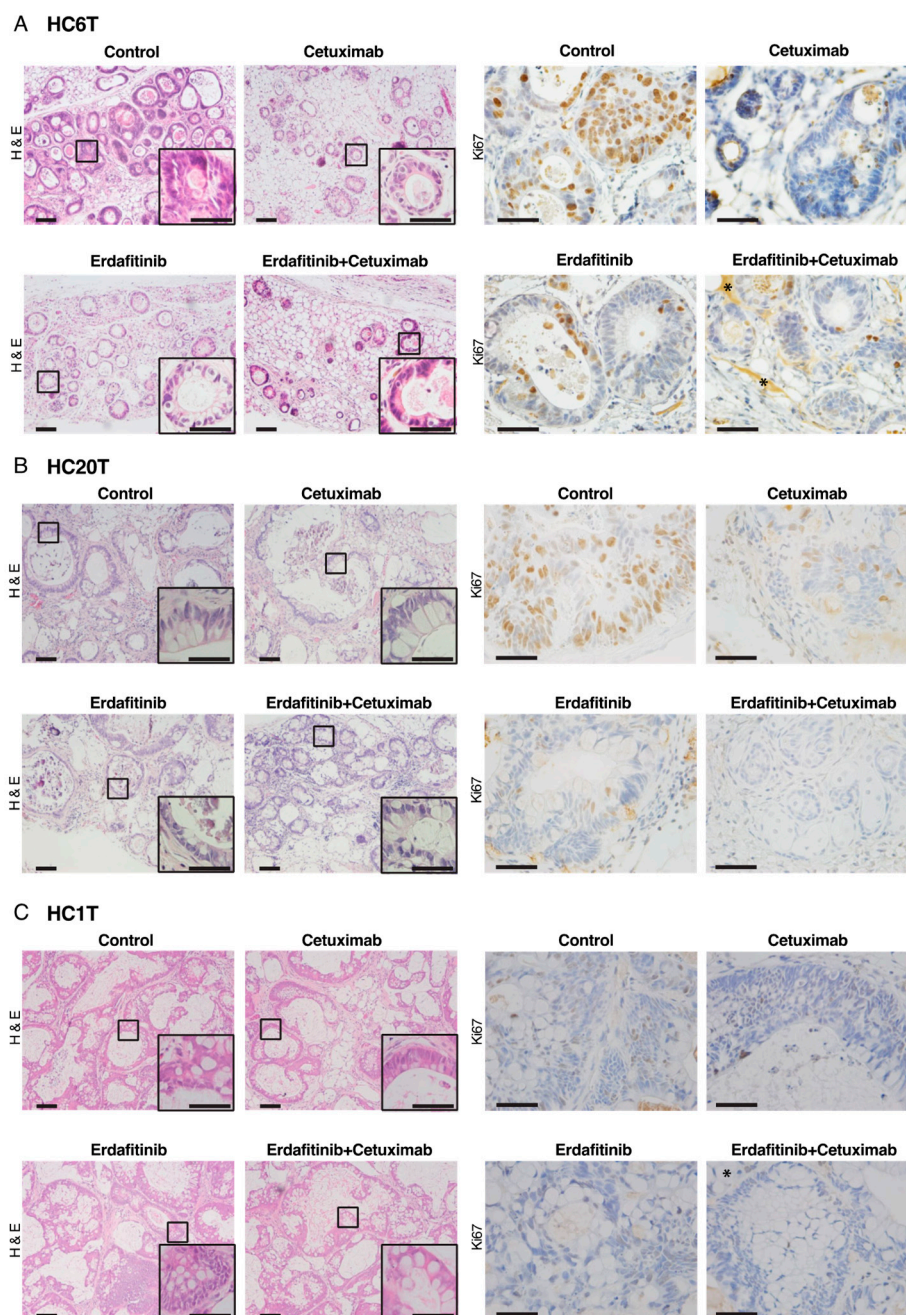 A HC6T
Control Cetuximab Control Cetuximab
H & E Ki67
Erdafitinib Erdafitinib+Cetuximab Erdafitinib Erdafitinib+Cetuximab
* *
H & E Ki67
B HC20T
Control Cetuximab Control Cetuximab
H & E Ki67
Erdafitinib Erdafitinib+Cetuximab Erdafitinib Erdafitinib+Cetuximab
H & E Ki67
C HC1T
Control Cetuximab Control Cetuximab
H & E Ki67
Erdafitinib Erdafitinib+Cetuximab Erdafitinib Erdafitinib+Cetuximab
*
H & E Ki67